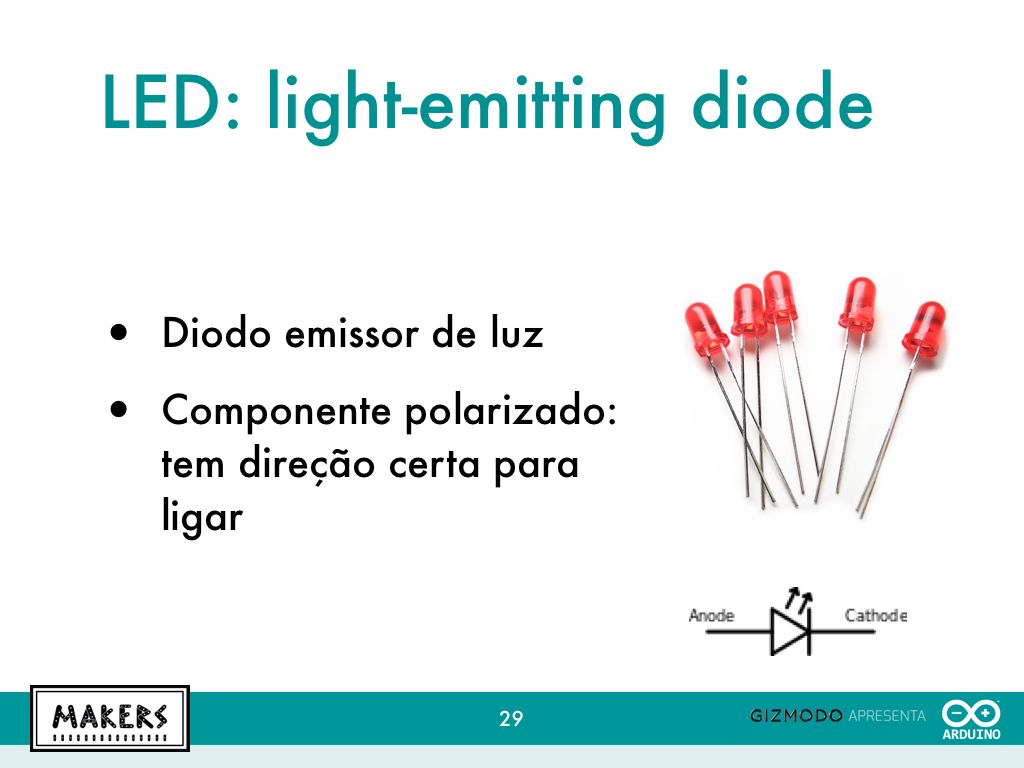 LED: light-emitting diode
• Diodo emissor de luz
• Componente polarizado:
tem direção certa para
ligar
Anode Cathode
MAKERS
29
GIZMODO APRESENTA
ARDUINO